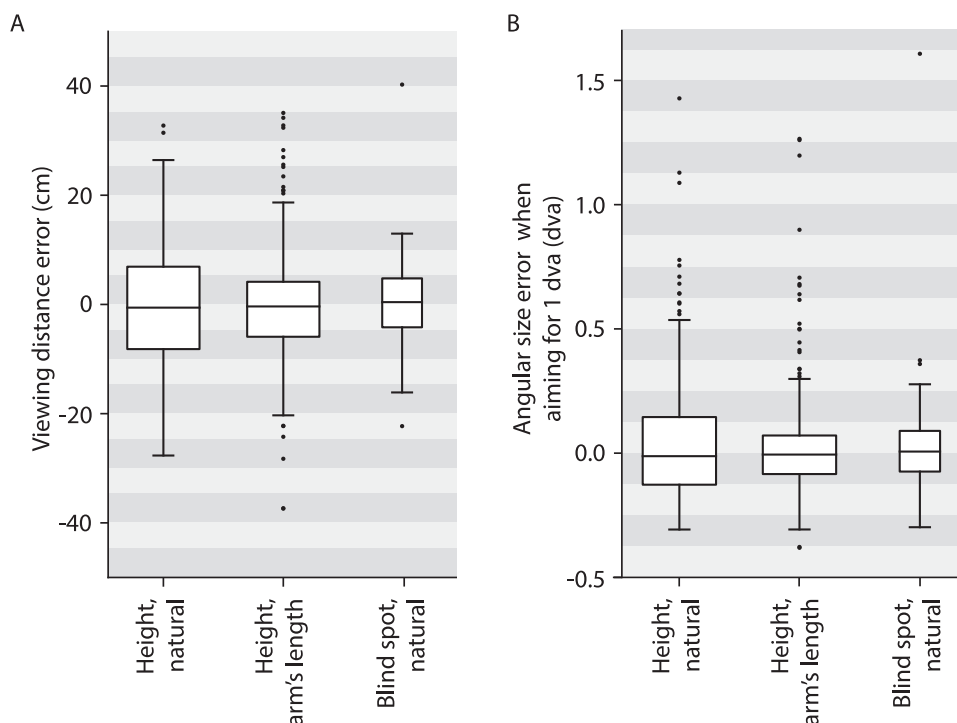 A
Viewing distance error (cm)
40
20
0
-20
-40
Height,
natural
Height,
arm's length
Blind spot,
natural
B
Angular size error when
aiming for 1 dva (dva)
1.5
1.0
0.5
0.0
-0.5
Height,
natural
Height,
arm's length
Blind spot,
natural